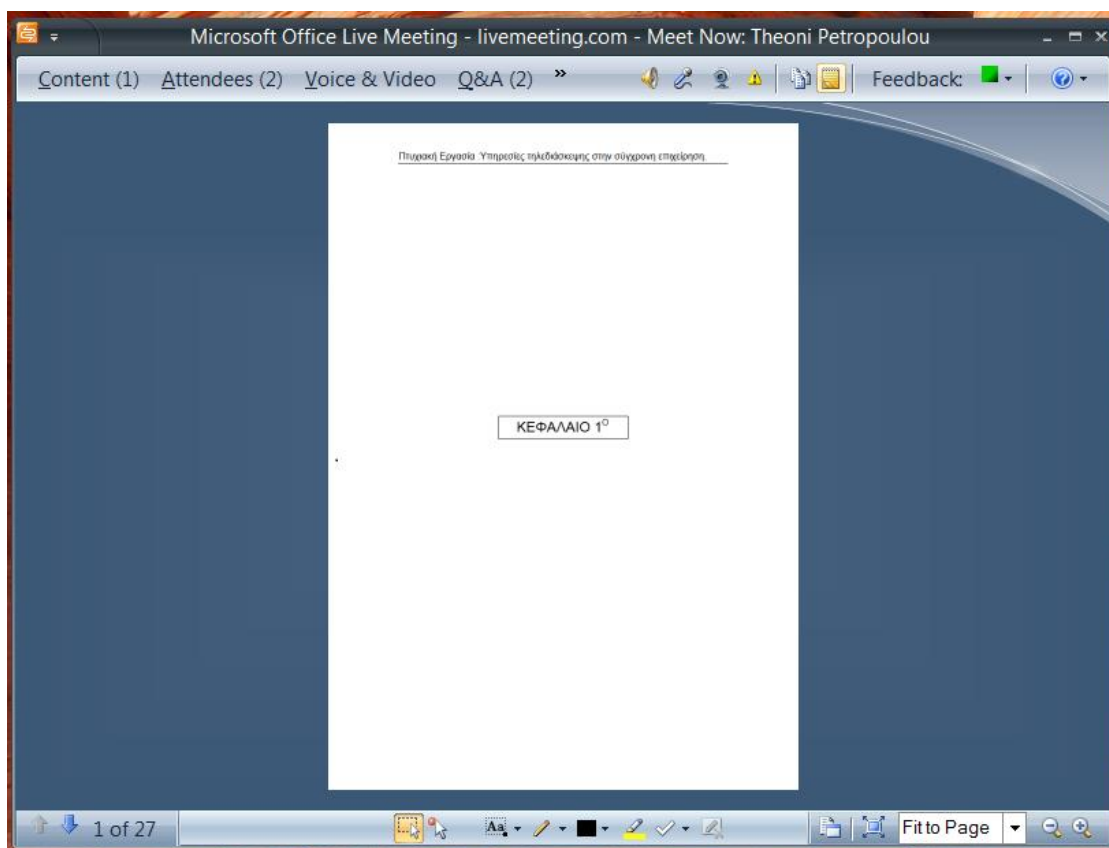 Microsoft Office Live Meeting - livemeeting.com - Meet Now: Theoni Petropoulou
Content (1) Attendees (2) Voice & Video Q&A (2) » Feedback:
Πτυχιακή Εργασία :Υπηρεσίες τηλεδιάσκεψης στην σύγχρονη επιχείρηση.
ΚΕΦΑΛΑΙΟ 1Ο
1 of 27 Aa Fit to Page